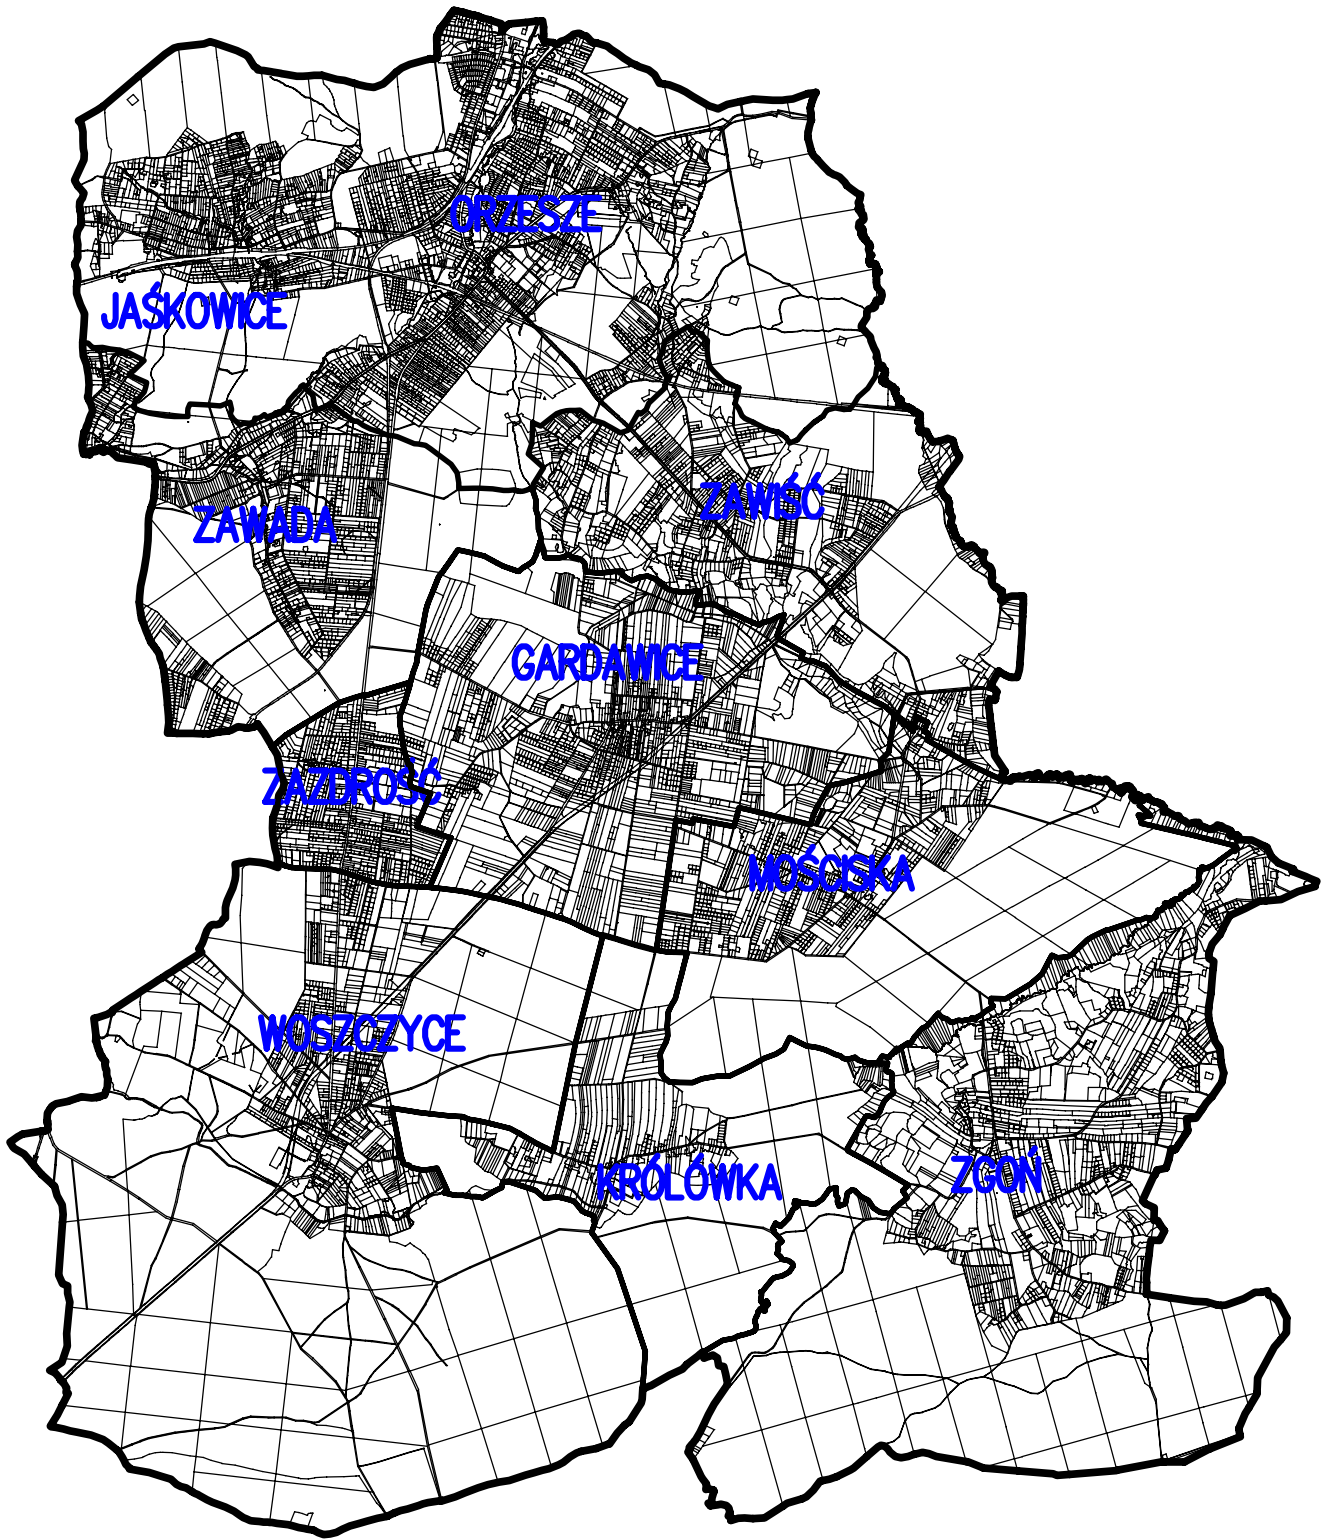 ORZESZE
JAŚKOWICE
ZAWIŚĆ
ZAWADA
GARDAWICE
ZAZDROŚĆ
MOŚCISKA
WOSZCZYCE
KRÓLÓWKA
ZGOŃ